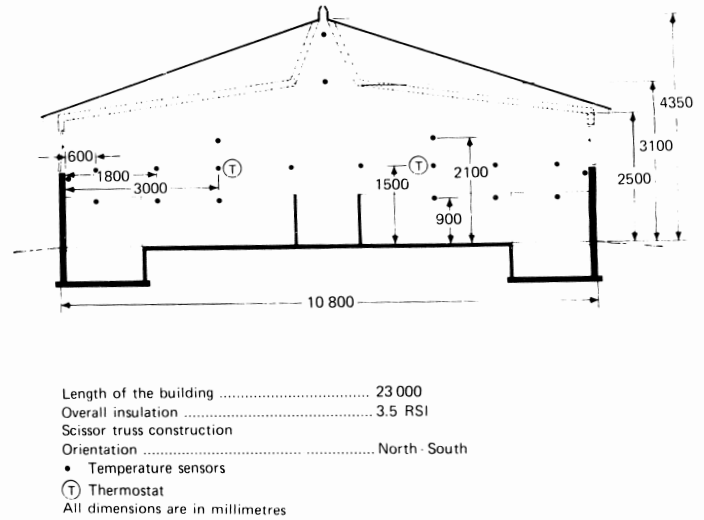 4350
3100
2500
T
T
600
1800
3000
2100
1500
900
10 800
Length of the building ................................ 23 000
Overall insulation ........................................ 3.5 RSI
Scissor truss construction
Orientation ........................ .................... North - South
• Temperature sensors
T Thermostat
All dimensions are in millimetres